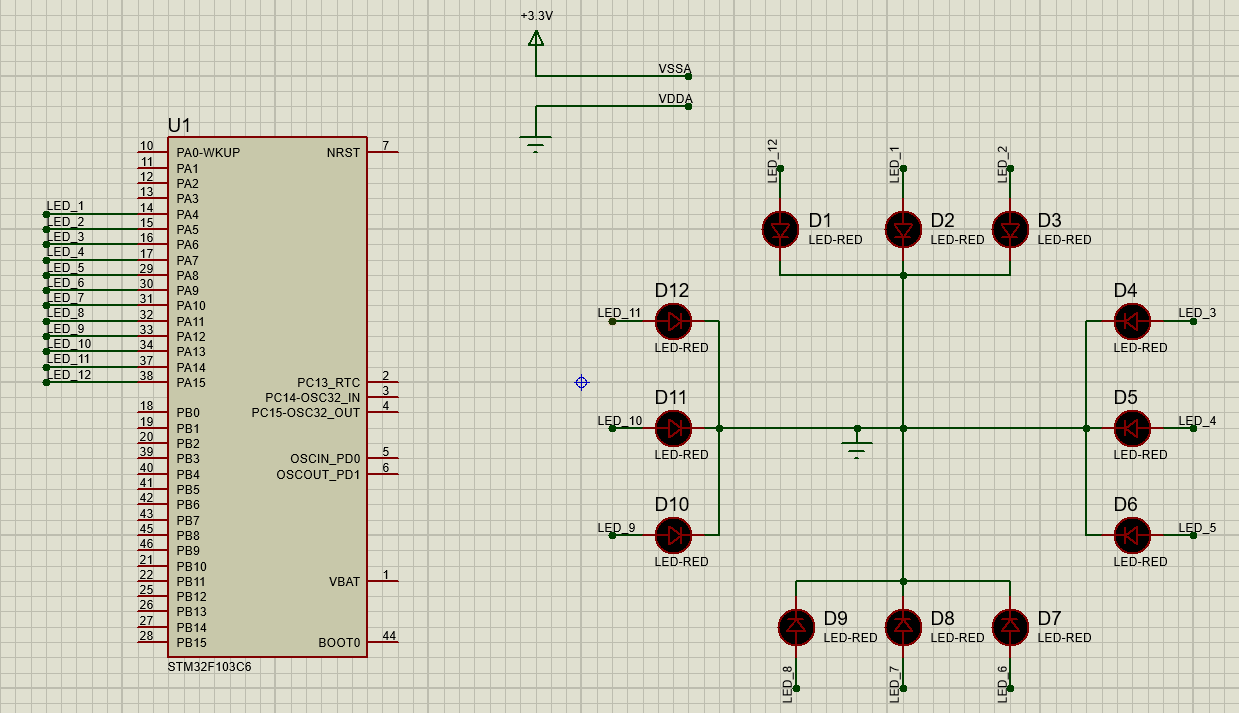 +3.3V
VSSA
VDDA
U1
10 PA0-WKUP NRST 7
11 PA1
12 PA2
13 PA3
LED_1 14 PA4
LED_2 15 PA5
LED_3 16 PA6
LED_4 17 PA7
LED_5 29 PA8
LED_6 30 PA9
LED_7 31 PA10
LED_8 32 PA11
LED_9 33 PA12
LED_10 34 PA13
LED_11 37 PA14
LED_12 38 PA15 PC13_RTC 2
PC14-OSC32_IN 3
18 PB0 PC15-OSC32_OUT 4
19 PB1
20 PB2
39 PB3 OSCIN_PD0 5
40 PB4 OSCOUT_PD1 6
41 PB5
42 PB6
43 PB7
45 PB8
46 PB9
21 PB10
22 PB11 VBAT 1
25 PB12
26 PB13
27 PB14
28 PB15 BOOT0 44
STM32F103C6
LED_12 LED_1 LED_2
D1 D2 D3
LED-RED LED-RED LED-RED
D12 D4
LED_11 LED_3
LED-RED LED-RED
D11 D5
LED_10 LED_4
LED-RED LED-RED
D10 D6
LED_9 LED_5
LED-RED LED-RED
D9 D8 D7
LED-RED LED-RED LED-RED
LED_8 LED_7 LED_6